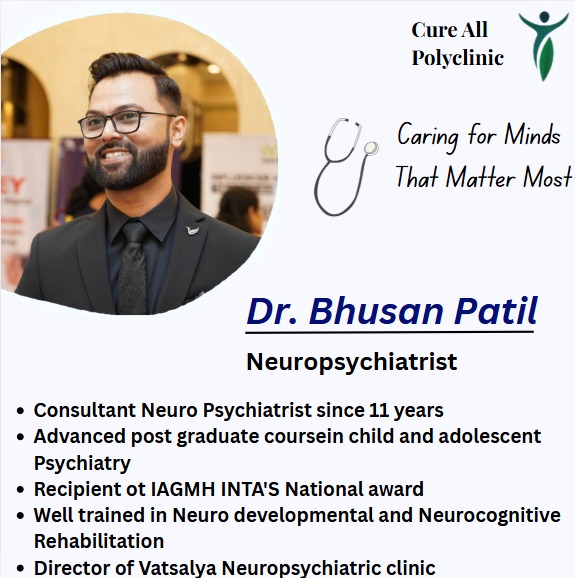 Cure All
Polyclinic
Caring for Minds
That Matter Most
Dr. Bhusan Patil
Neuropsychiatrist
• Consultant Neuro Psychiatrist since 11 years
• Advanced post graduate coursein child and adolescent
Psychiatry
• Recipient ot IAGMH INTA'S National award
• Well trained in Neuro developmental and Neurocognitive
Rehabilitation
• Director of Vatsalya Neuropsychiatric clinic